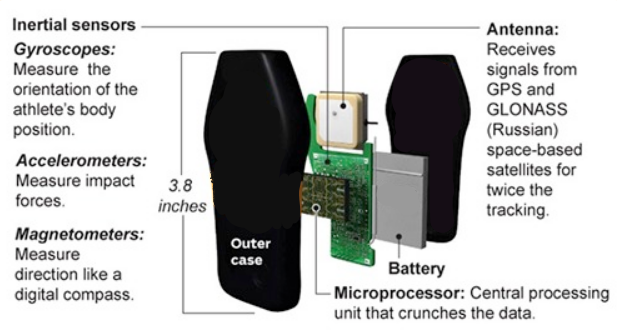 Inertial sensors
Gyroscopes:
Measure the
orientation of the
athlete's body
position.
Accelerometers:
Measure impact
forces.
Magnetometers:
Measure
direction like a
digital compass.
3.8
inches
Outer
case
Antenna:
Receives
signals from
GPS and
GLONASS
(Russian)
space-based
satellites for
twice the
tracking.
Battery
Microprocessor: Central processing
unit that crunches the data.